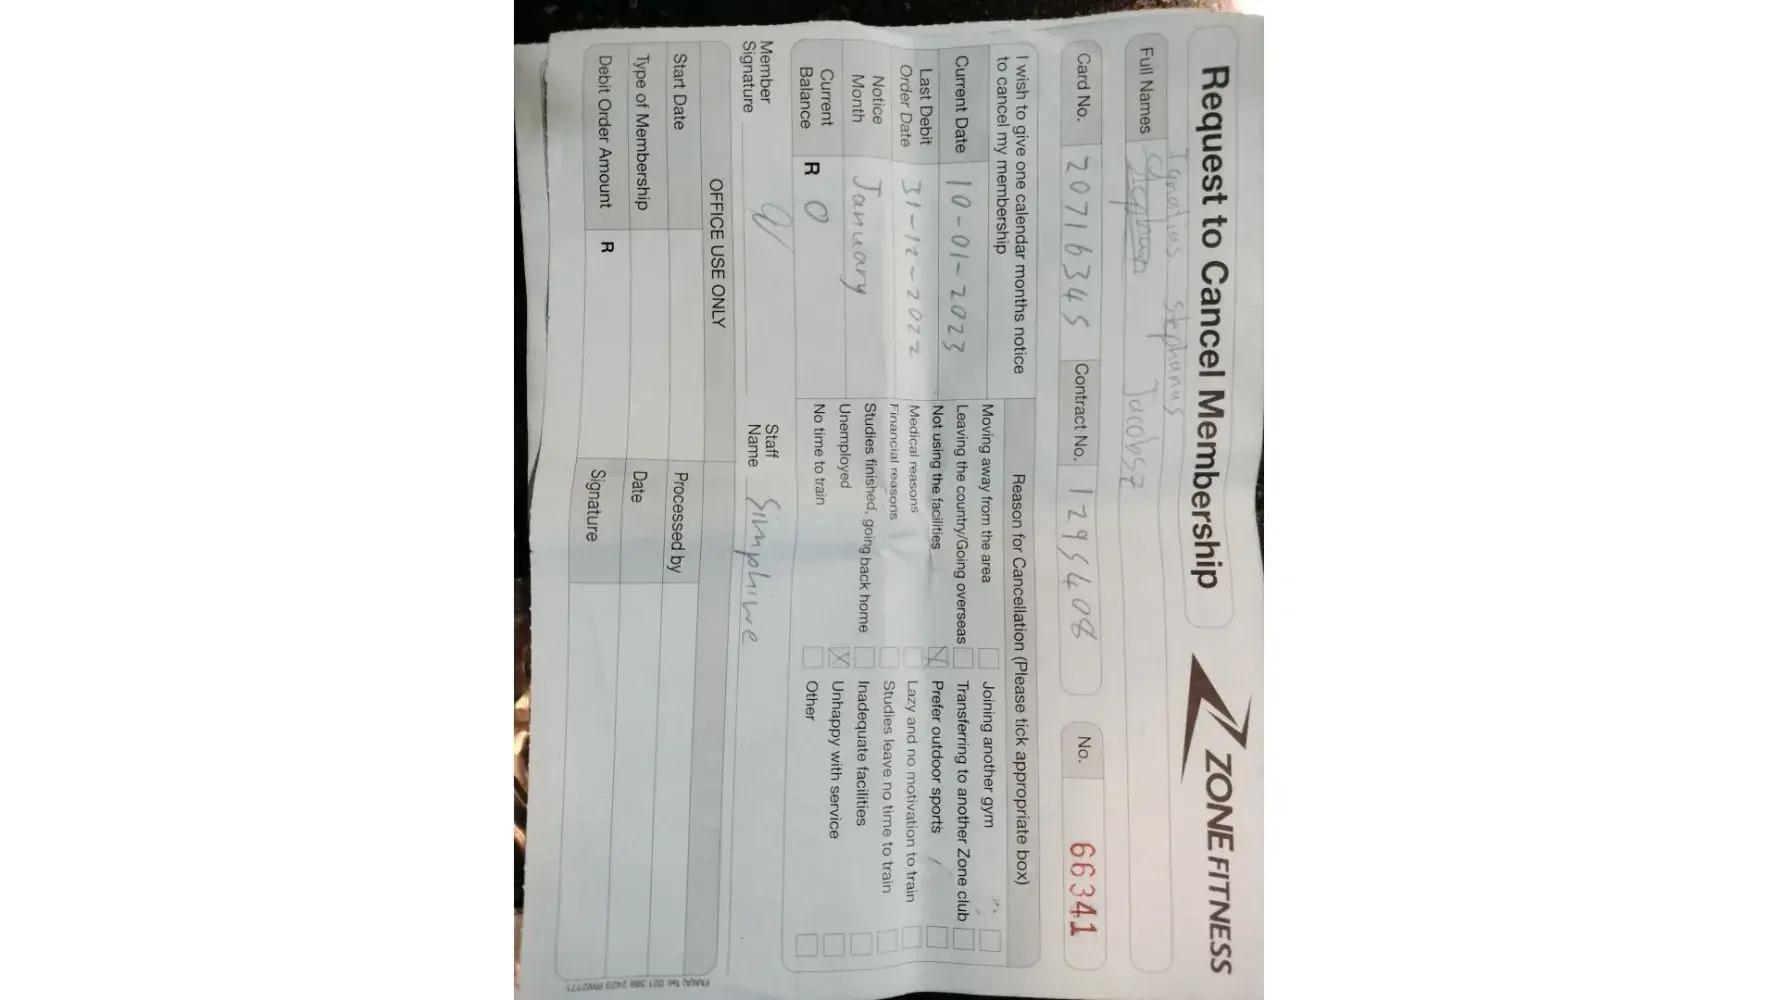 Request to Cancel Membership
ZONE FITNESS
Ignatius Stephanus
Full Names Stephan Jacobsz
Card No. 20716345 Contract No. 1295408 No. 66341
I wish to give one calendar months notice
to cancel my membership
Current Date 10-01-2023
Last Debit
Order Date 31-12-2022
Notice
Month January
Current
Balance R 0
Reason for Cancellation (Please tick appropriate box)
Moving away from the area
Leaving the country/Going overseas
Not using the facilities X
Medical reasons
Financial reasons
Studies finished, going back home
Unemployed X
No time to train
Joining another gym
Transferring to another Zone club
Prefer outdoor sports
Lazy and no motivation to train
Studies leave no time to train
Inadequate facilities
Unhappy with service
Other
Member
Signature
Staff
Name Simphiwe
OFFICE USE ONLY
Start Date
Type of Membership
Debit Order Amount R
Processed by
Date
Signature